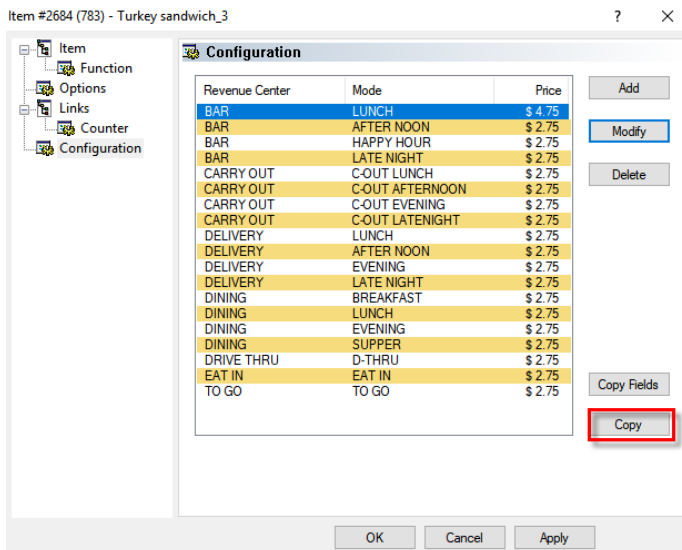 Item #2684 (783) - Turkey sandwich_3
Item
Function
Options
Links
Counter
Configuration
Configuration
Revenue Center Mode Price
BAR LUNCH $ 4.75
BAR AFTER NOON $ 2.75
BAR HAPPY HOUR $ 2.75
BAR LATE NIGHT $ 2.75
CARRY OUT C-OUT LUNCH $ 2.75
CARRY OUT C-OUT AFTERNOON $ 2.75
CARRY OUT C-OUT EVENING $ 2.75
CARRY OUT C-OUT LATENIGHT $ 2.75
DELIVERY LUNCH $ 2.75
DELIVERY AFTER NOON $ 2.75
DELIVERY EVENING $ 2.75
DELIVERY LATE NIGHT $ 2.75
DINING BREAKFAST $ 2.75
DINING LUNCH $ 2.75
DINING EVENING $ 2.75
DINING SUPPER $ 2.75
DRIVE THRU D-THRU $ 2.75
EAT IN EAT IN $ 2.75
TO GO TO GO $ 2.75
Add
Modify
Delete
Copy Fields
Copy
OK Cancel Apply